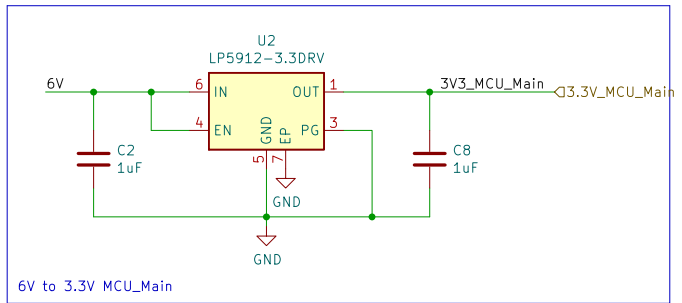 U2
LP5912-3.3DRV
6V
6
IN
OUT
1
3V3_MCU_Main
3.3V_MCU_Main
4
EN
GND
EP
PG
3
5
7
C2
1uF
C8
1uF
GND
GND
6V to 3.3V MCU_Main